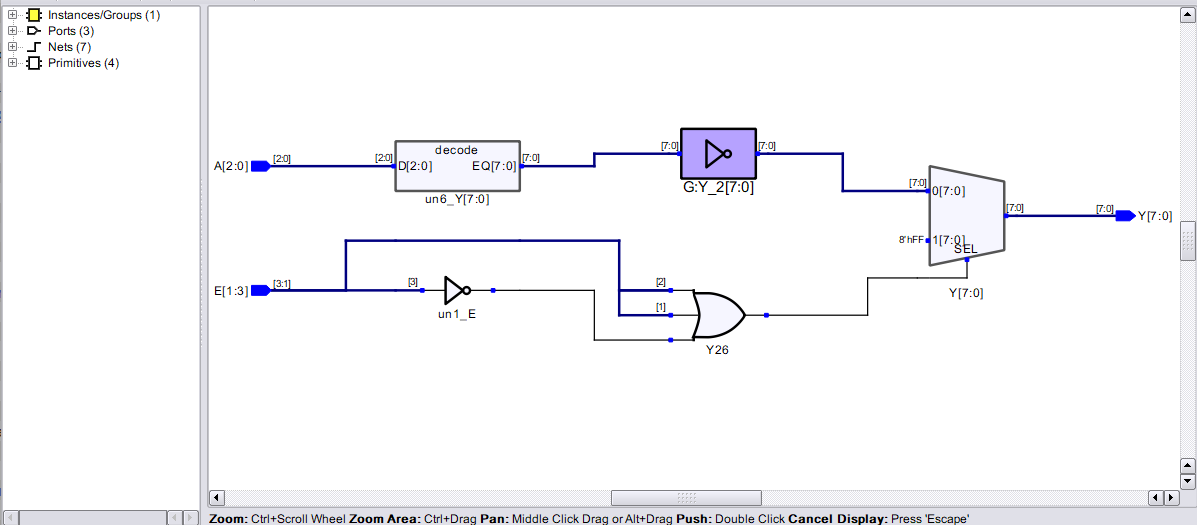 Instances/Groups (1)
Ports (3)
Nets (7)
Primitives (4)
decode
A[2:0]
[2:0]
[2:0]
D[2:0]
EQ[7:0]
[7:0]
un6_Y[7:0]
[7:0]
[7:0]
G:Y_2[7:0]
[7:0]
0[7:0]
8'hFF
1[7:0]
SEL
[7:0]
[7:0]
Y[7:0]
Y[7:0]
E[1:3]
[3:1]
[3]
un1_E
[2]
[1]
Y26
Zoom: Ctrl+Scroll Wheel Zoom Area: Ctrl+Drag Pan: Middle Click Drag or Alt+Drag Push: Double Click Cancel Display: Press 'Escape'